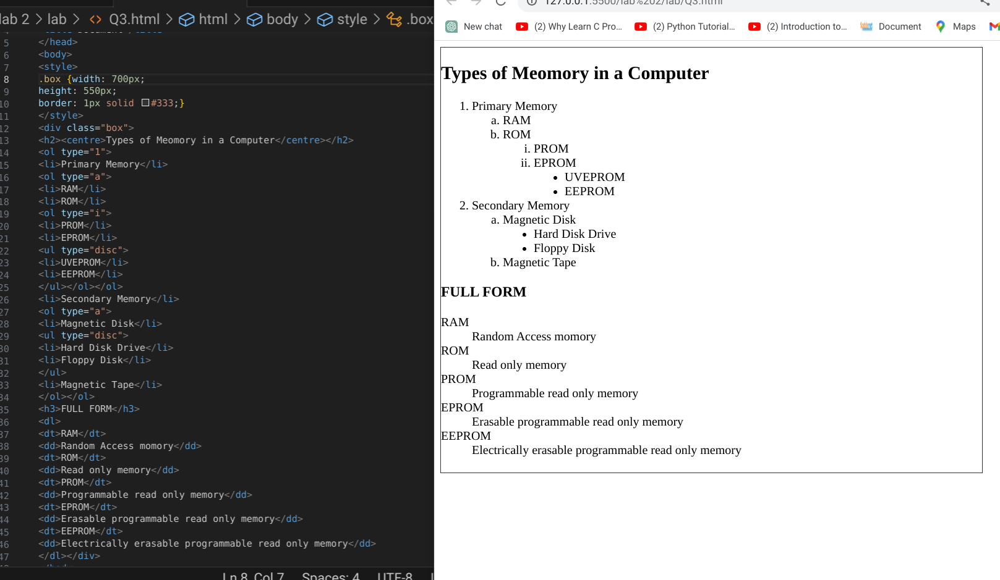 lab 2 > lab > <> Q3.html > html > body > style > .box
5 </head>
6 <body>
7 <style>
8 .box {width: 700px;
9 height: 550px;
10 border: 1px solid #333;}
11 </style>
12 <div class="box">
13 <h2><centre>Types of Meomory in a Computer</centre></h2>
14 <ol type="1">
15 <li>Primary Memory</li>
16 <ol type="a">
17 <li>RAM</li>
18 <li>ROM</li>
19 <ol type="i">
20 <li>PROM</li>
21 <li>EPROM</li>
22 <ul type="disc">
23 <li>UVEPROM</li>
24 <li>EEPROM</li>
25 </ul></ol></ol>
26 <li>Secondary Memory</li>
27 <ol type="a">
28 <li>Magnetic Disk</li>
29 <ul type="disc">
30 <li>Hard Disk Drive</li>
31 <li>Floppy Disk</li>
32 </ul>
33 <li>Magnetic Tape</li>
34 </ol></ol>
35 <h3>FULL FORM</h3>
36 <dl>
37 <dt>RAM</dt>
38 <dd>Random Access momory</dd>
39 <dt>ROM</dt>
40 <dd>Read only memory</dd>
41 <dt>PROM</dt>
42 <dd>Programmable read only memory</dd>
43 <dt>EPROM</dt>
44 <dd>Erasable programmable read only memory</dd>
45 <dt>EEPROM</dt>
46 <dd>Electrically erasable programmable read only memory</dd>
47 </dl></div>
Ln 8, Col 7 Spaces: 4 UTF-8
127.0.0.1:5500/lab%202/lab/Q3.html
New chat (2) Why Learn C Pro... (2) Python Tutorial... (2) Introduction to... Document Maps
Types of Meomory in a Computer
1. Primary Memory
a. RAM
b. ROM
i. PROM
ii. EPROM
• UVEPROM
• EEPROM
2. Secondary Memory
a. Magnetic Disk
• Hard Disk Drive
• Floppy Disk
b. Magnetic Tape
FULL FORM
RAM
Random Access momory
ROM
Read only memory
PROM
Programmable read only memory
EPROM
Erasable programmable read only memory
EEPROM
Electrically erasable programmable read only memory